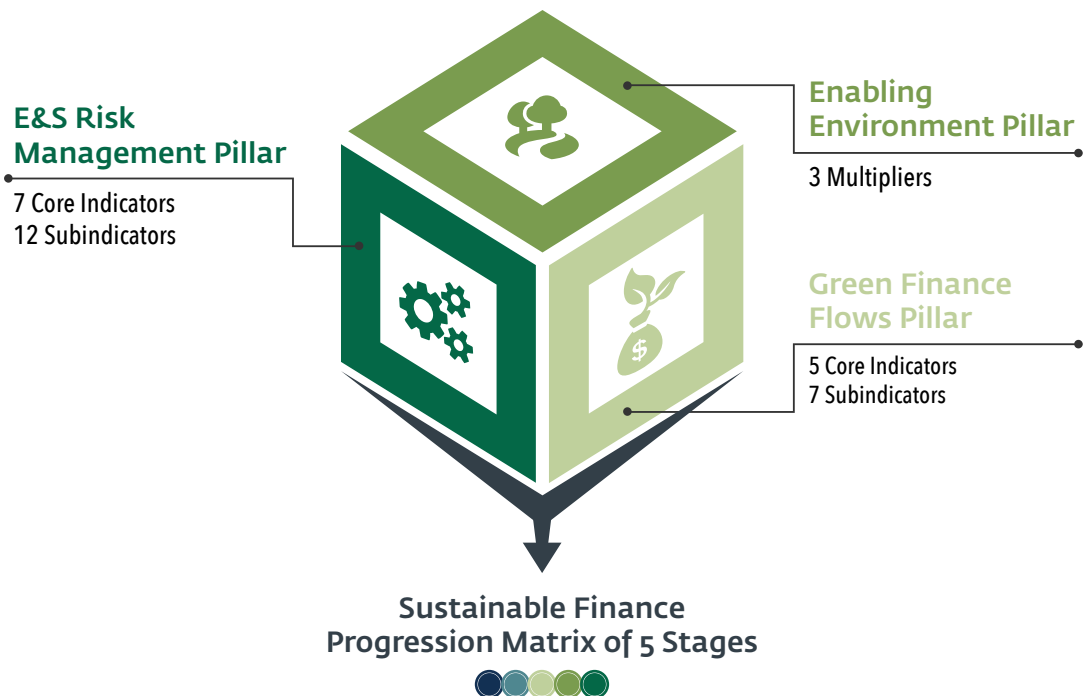 E&S Risk
Management Pillar
7 Core Indicators
12 Subindicators
Enabling
Environment Pillar
3 Multipliers
Green Finance
Flows Pillar
5 Core Indicators
7 Subindicators
$
Sustainable Finance
Progression Matrix of 5 Stages